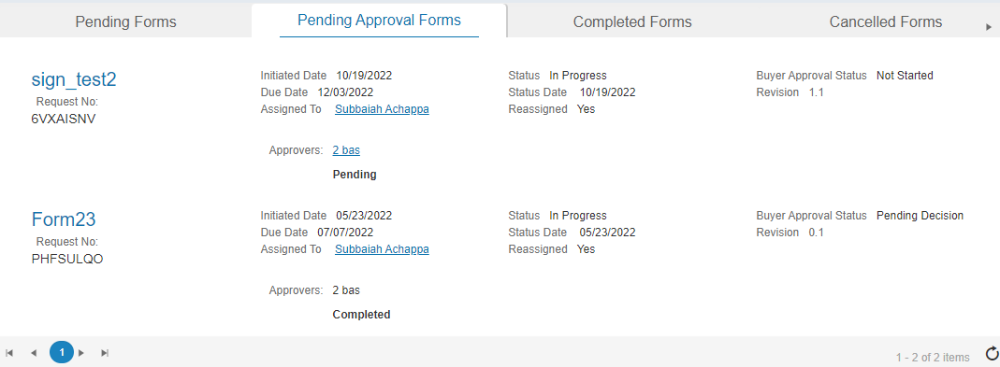 Pending Forms
Pending Approval Forms
Completed Forms
Cancelled Forms
sign_test2
Request No:
6VXAISNV
Initiated Date 10/19/2022
Due Date 12/03/2022
Assigned To Subbaiah Achappa
Approvers: 2 bas
Pending
Status In Progress
Status Date 10/19/2022
Reassigned Yes
Buyer Approval Status Not Started
Revision 1.1
Form23
Request No:
PHFSULQO
Initiated Date 05/23/2022
Due Date 07/07/2022
Assigned To Subbaiah Achappa
Approvers: 2 bas
Completed
Status In Progress
Status Date 05/23/2022
Reassigned Yes
Buyer Approval Status Pending Decision
Revision 0.1
1
1 - 2 of 2 items